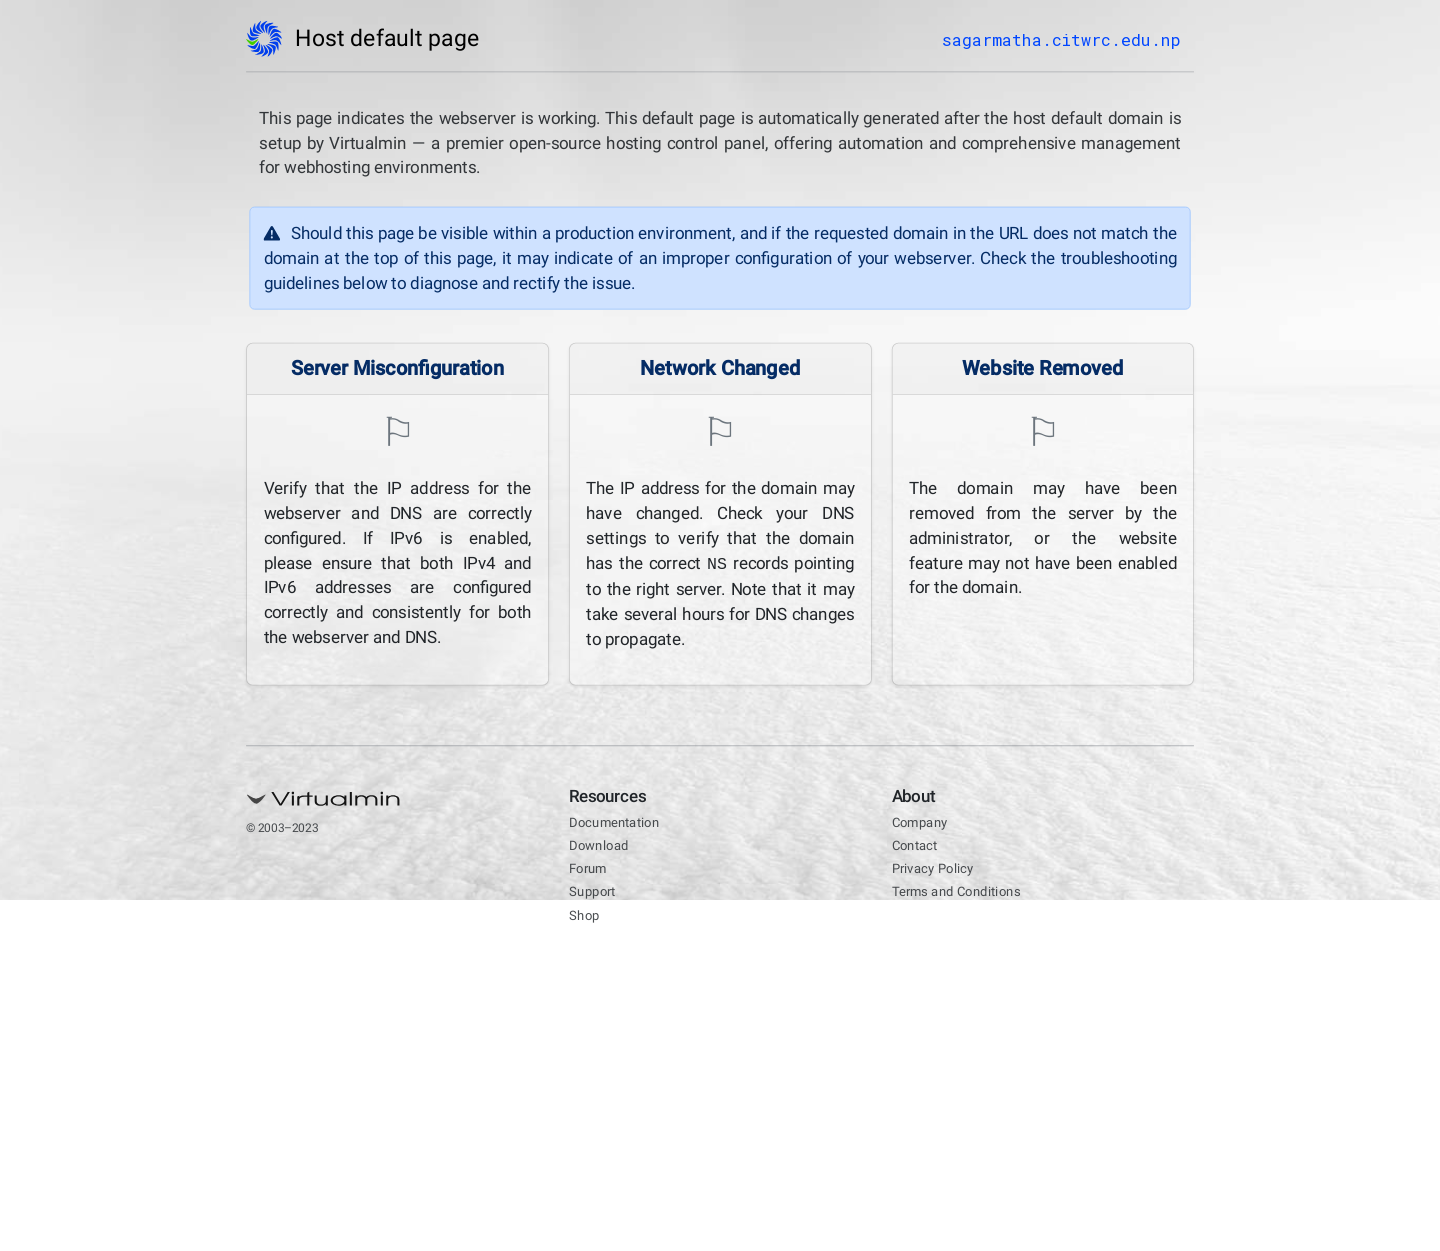 Host default page
sagarmatha.citwrc.edu.np
This page indicates the webserver is working. This default page is automatically generated after the host default domain is
setup by Virtualmin — a premier open-source hosting control panel, offering automation and comprehensive management
for webhosting environments.
Should this page be visible within a production environment, and if the requested domain in the URL does not match the
domain at the top of this page, it may indicate of an improper configuration of your webserver. Check the troubleshooting
guidelines below to diagnose and rectify the issue.
Server Misconfiguration
Verify that the IP address for the
webserver and DNS are correctly
configured. If IPv6 is enabled,
please ensure that both IPv4 and
IPv6 addresses are configured
correctly and consistently for both
the webserver and DNS.
Network Changed
The IP address for the domain may
have changed. Check your DNS
settings to verify that the domain
has the correct NS records pointing
to the right server. Note that it may
take several hours for DNS changes
to propagate.
Website Removed
The domain may have been
removed from the server by the
administrator, or the website
feature may not have been enabled
for the domain.
Virtualmin
© 2003–2023
Resources
Documentation
Download
Forum
Support
Shop
About
Company
Contact
Privacy Policy
Terms and Conditions